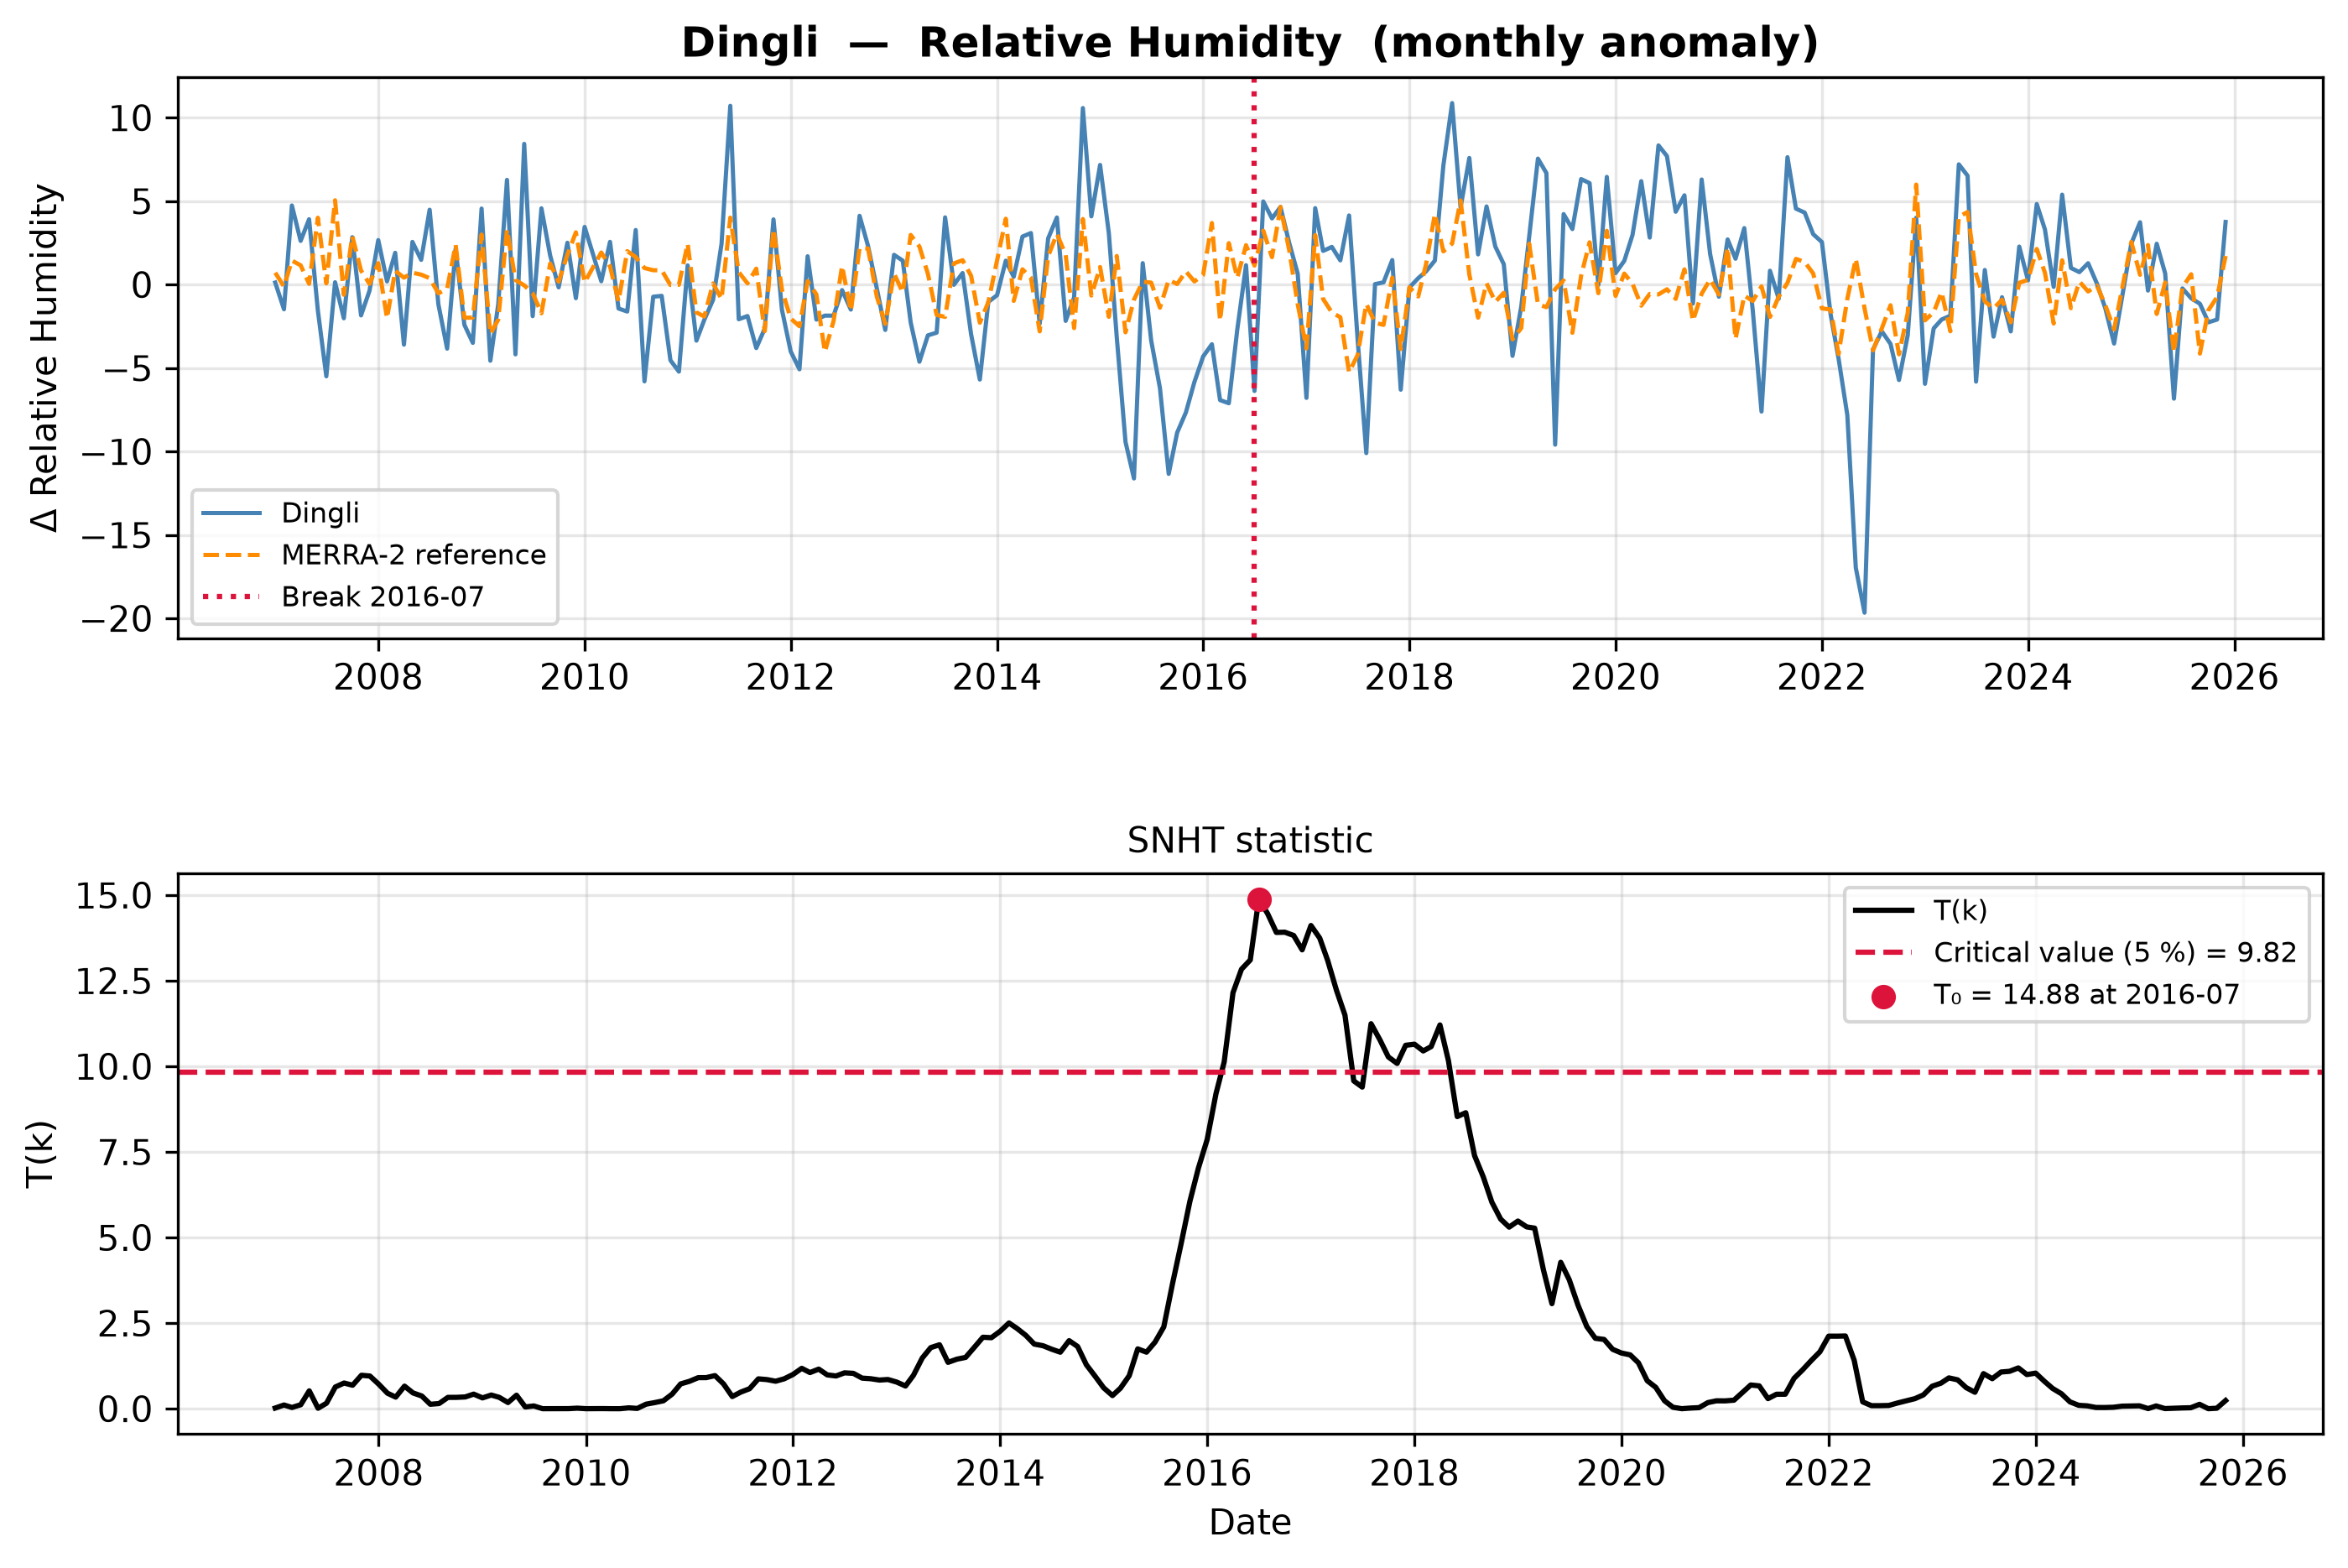 Dingli — Relative Humidity (monthly anomaly)
Δ Relative Humidity
10
5
0
−5
−10
−15
−20
Dingli
MERRA-2 reference
Break 2016-07
2008 2010 2012 2014 2016 2018 2020 2022 2024 2026
SNHT statistic
T(k)
15.0
12.5
10.0
7.5
5.0
2.5
0.0
T(k)
Critical value (5 %) = 9.82
T₀ = 14.88 at 2016-07
2008 2010 2012 2014 2016 2018 2020 2022 2024 2026
Date